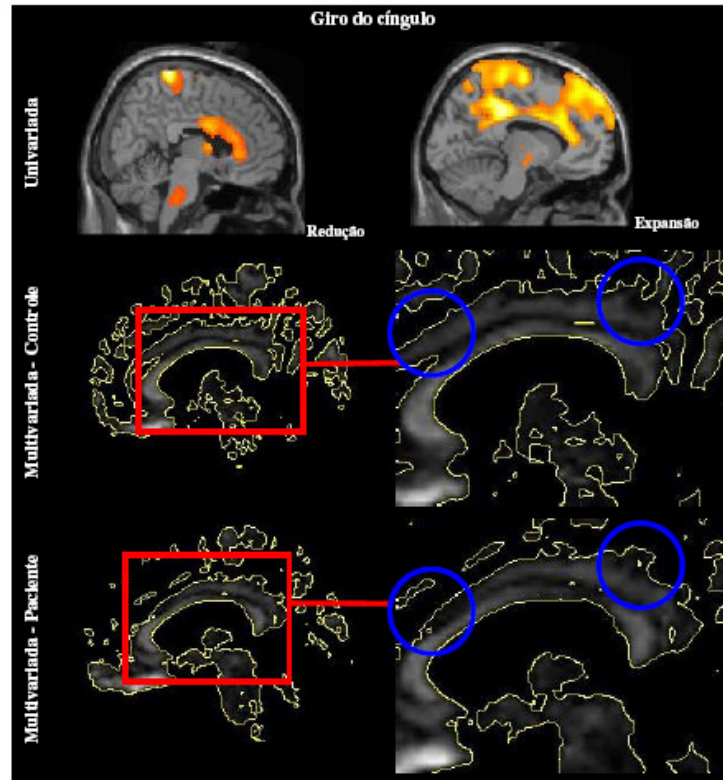 Giro do cíngulo
Univariada
Redução
Expansão
Multivariada - Controle
Multivariada - Paciente